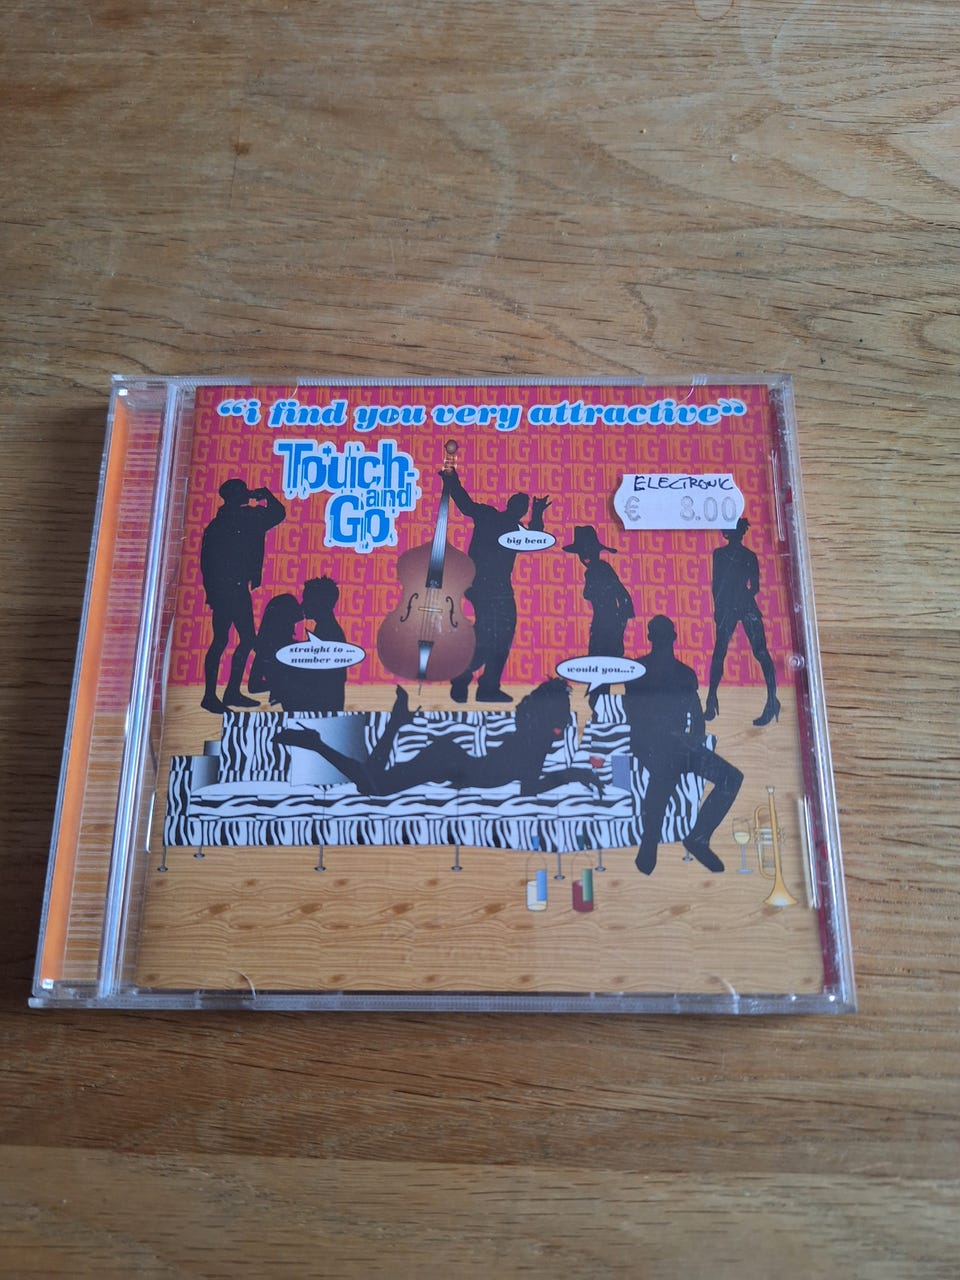 “i find you very attractive”
Touch
and
Go
ELECTRONIC
€ 8.00
big beat
straight to ...
number one
would you...?